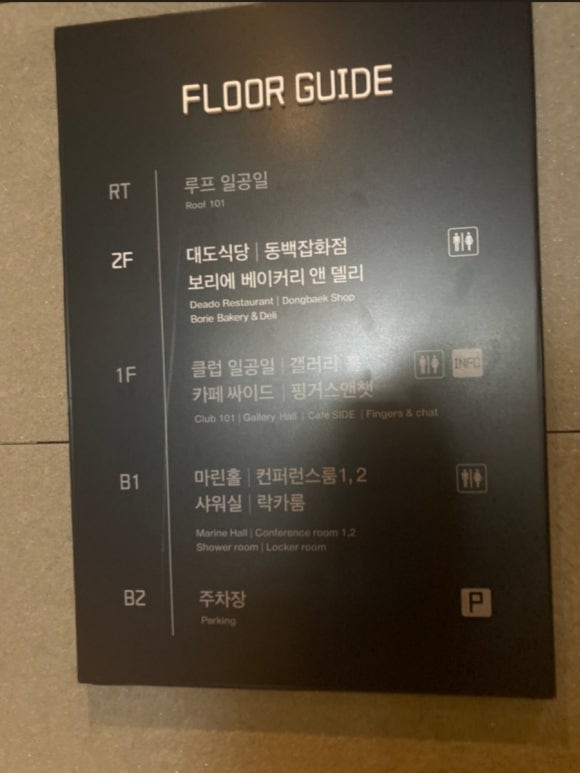 FLOOR GUIDE
RT
루프 일공일
Roof 101
2F
대도식당 | 동백잡화점
보리에 베이커리 앤 델리
Deado Restaurant | Dongbaek Shop
Borie Bakery & Deli
1F
클럽 일공일 | 갤러리
INFO
카페 싸이드 | 핑거스앤챗
Club 101 | Gallery Hall | Cafe SIDE | Fingers & chat
B1
마린홀 | 컨퍼런스룸1, 2
샤워실 | 락카룸
Marine Hall | Conference room 1,2
Shower room | Locker room
B2
주차장
P
Parking